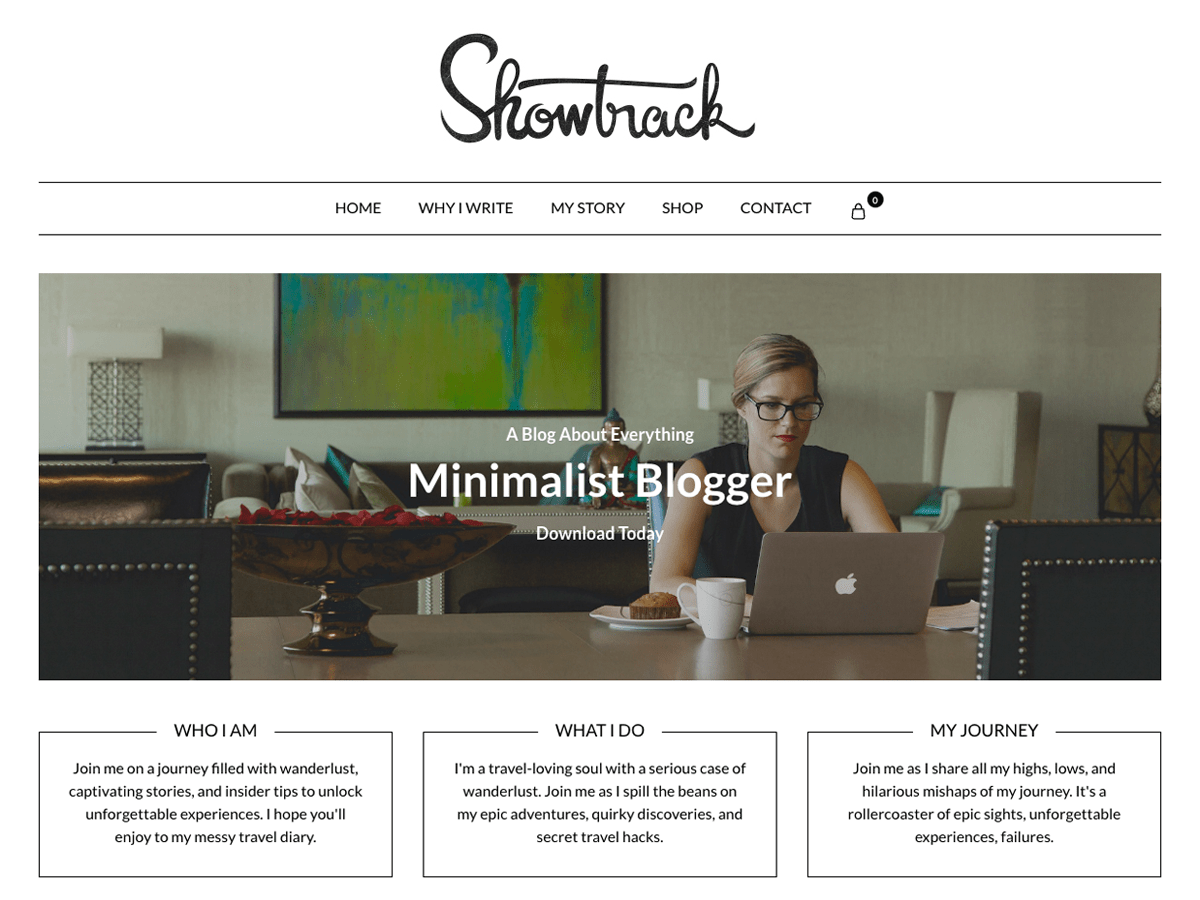 Showtrack
HOME WHY I WRITE MY STORY SHOP CONTACT 0
A Blog About Everything
Minimalist Blogger
Download Today
WHO I AM
Join me on a journey filled with wanderlust,
captivating stories, and insider tips to unlock
unforgettable experiences. I hope you'll
enjoy to my messy travel diary.
WHAT I DO
I'm a travel-loving soul with a serious case of
wanderlust. Join me as I spill the beans on
my epic adventures, quirky discoveries, and
secret travel hacks.
MY JOURNEY
Join me as I share all my highs, lows, and
hilarious mishaps of my journey. It's a
rollercoaster of epic sights, unforgettable
experiences, failures.